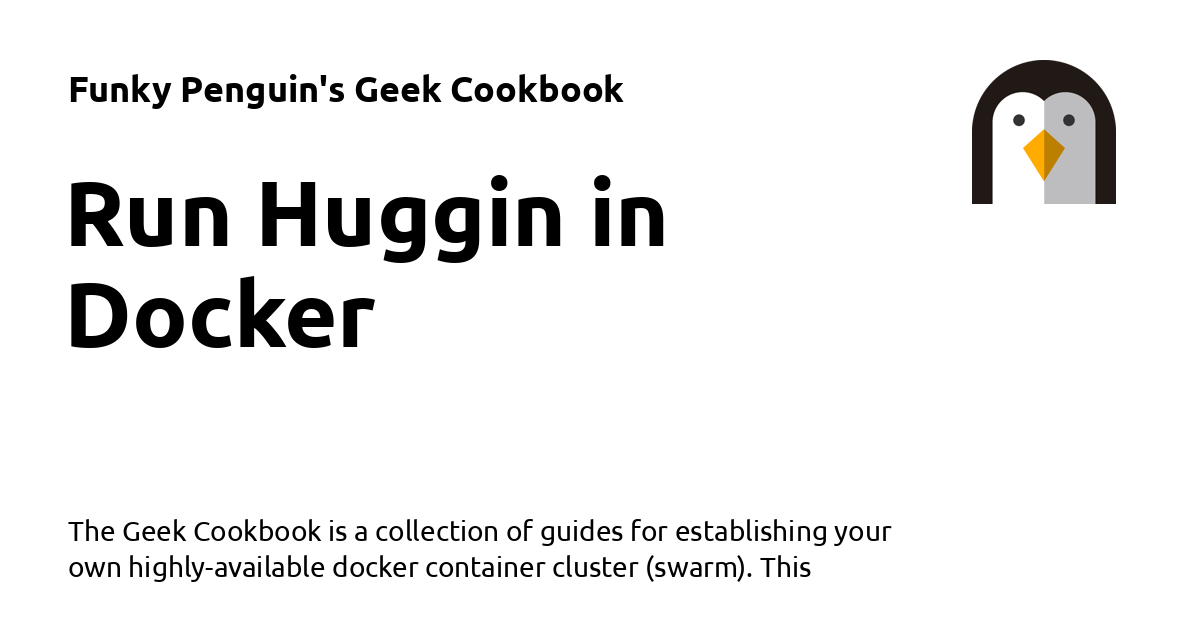 Funky Penguin's Geek Cookbook
Run Huggin in
Docker
The Geek Cookbook is a collection of guides for establishing your
own highly-available docker container cluster (swarm). This